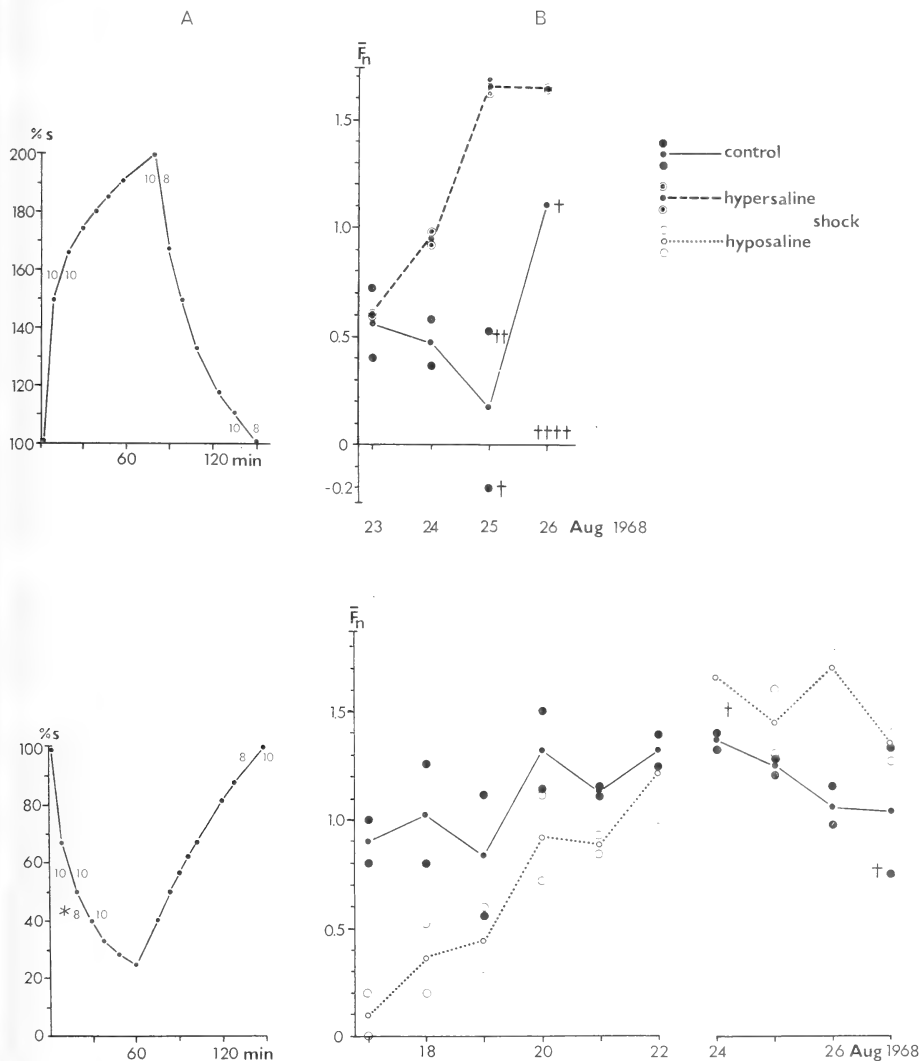 A
B
F̄n
% s
200
180
160
140
120
100
10 10
10 8
10 8
60
120 min
1.5
1.0
0.5
0
-0.2
††
†
†
††††
23
24
25
26 Aug 1968
control
hypersaline
shock
hyposaline
%s
100
80
60
40
20
0
10 10
* 8 10
8 10
60
120 min
F̄n
1.5
1.0
0.5
0
†
†
18
20
22
24
26 Aug 1968